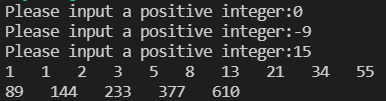 Please input a positive integer:0
Please input a positive integer:-9
Please input a positive integer:15
1 1 2 3 5 8 13 21 34 55
89 144 233 377 610